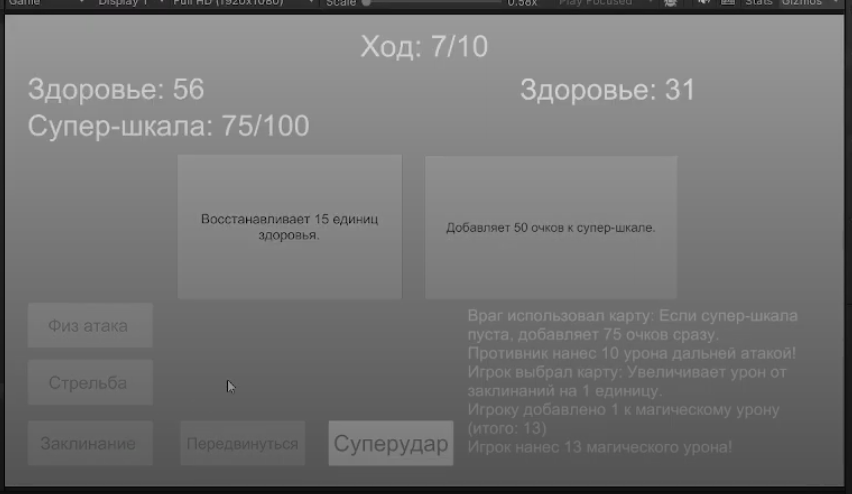 Game Display 1 Full HD (1920x1080) Scale 0.58x Play Focused Stats Gizmos
Ход: 7/10
Здоровье: 56
Здоровье: 31
Супер-шкала: 75/100
Восстанавливает 15 единиц
здоровья.
Добавляет 50 очков к супер-шкале.
Физ атака
Стрельба
Заклинание
Передвинуться
Суперудар
Враг использовал карту: Если супер-шкала
пуста, добавляет 75 очков сразу.
Противник нанес 10 урона дальней атакой!
Игрок выбрал карту: Увеличивает урон от
заклинаний на 1 единицу.
Игроку добавлено 1 к магическому урону
(итого: 13)
Игрок нанес 13 магического урона!